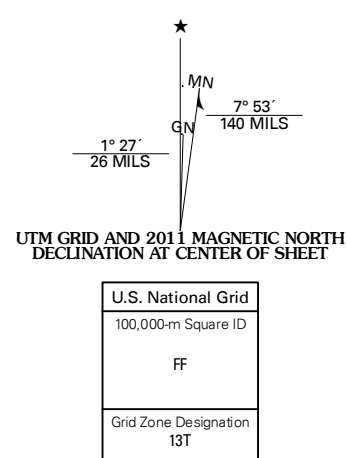 ★
MN
GN
7° 53´
140 MILS
1° 27´
26 MILS
UTM GRID AND 2011 MAGNETIC NORTH
DECLINATION AT CENTER OF SHEET
U.S. National Grid
100,000-m Square ID
FF
Grid Zone Designation
13T